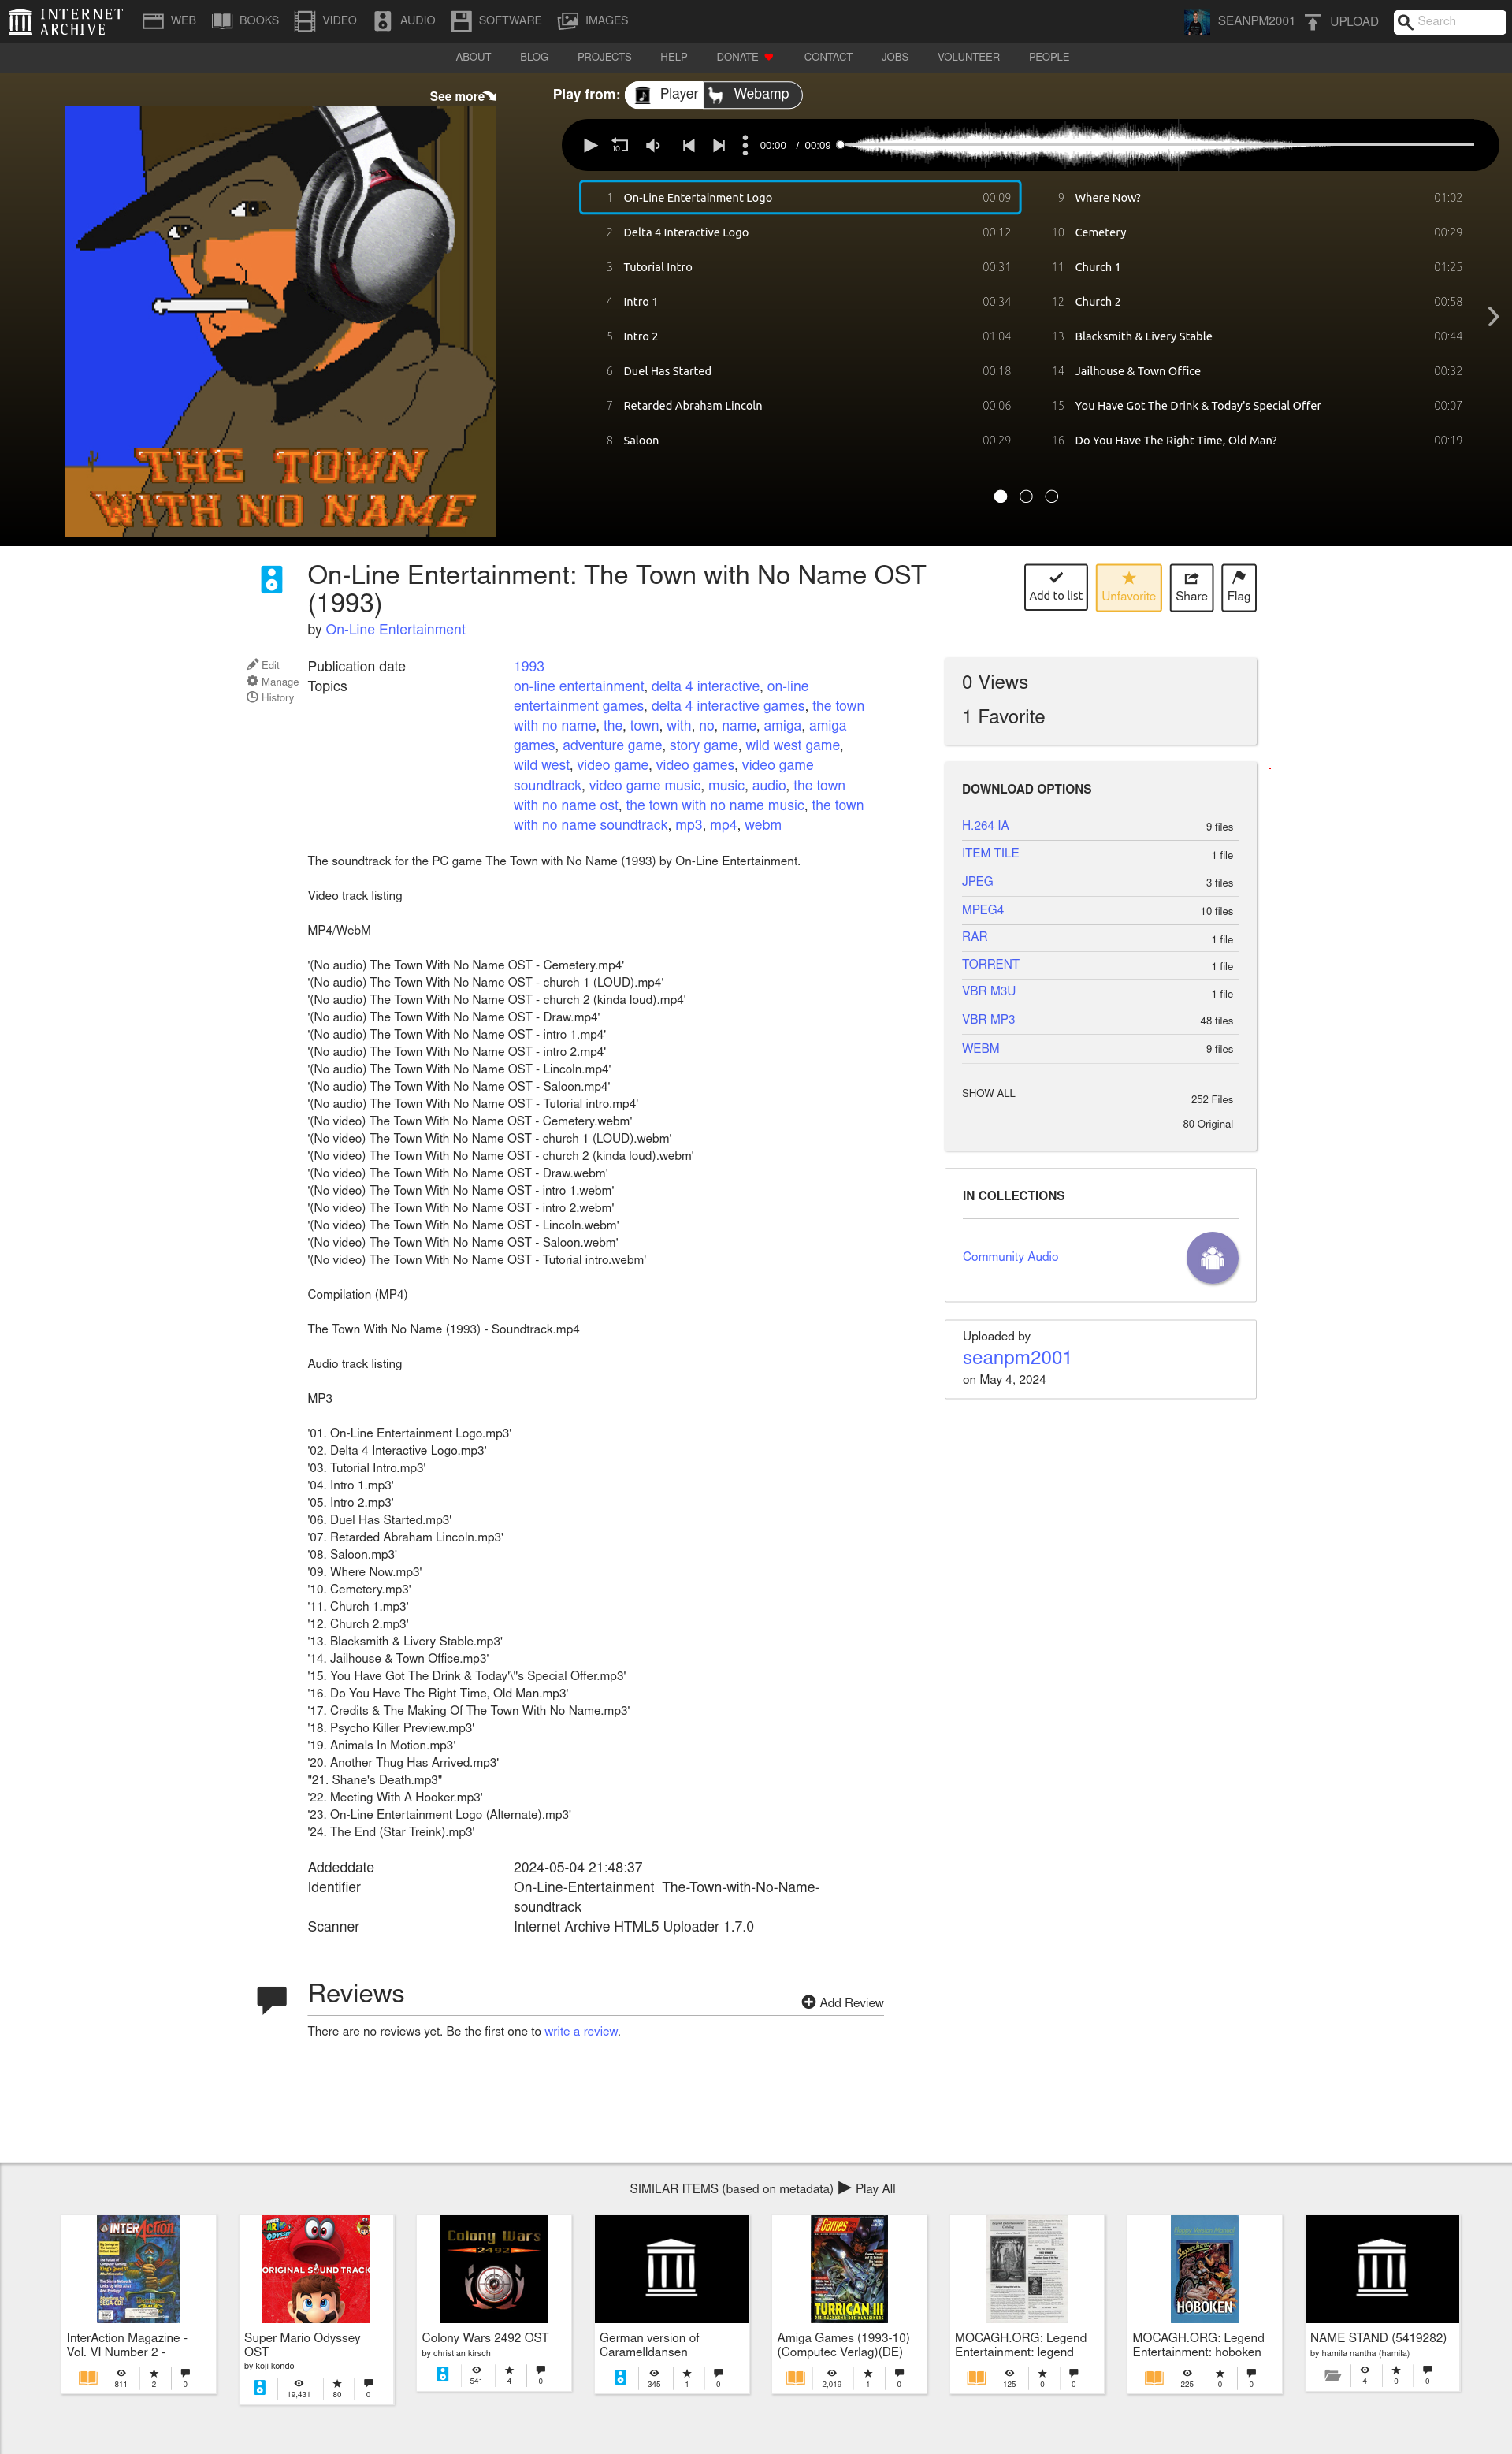 INTERNET
ARCHIVE
WEB
BOOKS
VIDEO
AUDIO
SOFTWARE
IMAGES
SEANPM2001
UPLOAD
Search
ABOUT
BLOG
PROJECTS
HELP
DONATE
CONTACT
JOBS
VOLUNTEER
PEOPLE
See more
Play from:
Player
Webamp
THE TOWN
WITH NO NAME
10
00:00 / 00:09
1 On-Line Entertainment Logo 00:09
2 Delta 4 Interactive Logo 00:12
3 Tutorial Intro 00:31
4 Intro 1 00:34
5 Intro 2 01:04
6 Duel Has Started 00:18
7 Retarded Abraham Lincoln 00:06
8 Saloon 00:29
9 Where Now? 01:02
10 Cemetery 00:29
11 Church 1 01:25
12 Church 2 00:58
13 Blacksmith & Livery Stable 00:44
14 Jailhouse & Town Office 00:32
15 You Have Got The Drink & Today's Special Offer 00:07
16 Do You Have The Right Time, Old Man? 00:19
On-Line Entertainment: The Town with No Name OST
(1993)
by On-Line Entertainment
Add to list
Unfavorite
Share
Flag
Edit
Manage
History
Publication date 1993
Topics on-line entertainment, delta 4 interactive, on-line
entertainment games, delta 4 interactive games, the town
with no name, the, town, with, no, name, amiga, amiga
games, adventure game, story game, wild west game,
wild west, video game, video games, video game
soundtrack, video game music, music, audio, the town
with no name ost, the town with no name music, the town
with no name soundtrack, mp3, mp4, webm
The soundtrack for the PC game The Town with No Name (1993) by On-Line Entertainmnt.
Video track listing
MP4/WebM
'(No audio) The Town With No Name OST - Cemetery.mp4'
'(No audio) The Town With No Name OST - church 1 (LOUD).mp4'
'(No audio) The Town With No Name OST - church 2 (kinda loud).mp4'
'(No audio) The Town With No Name OST - Draw.mp4'
'(No audio) The Town With No Name OST - intro 1.mp4'
'(No audio) The Town With No Name OST - intro 2.mp4'
'(No audio) The Town With No Name OST - Lincoln.mp4'
'(No audio) The Town With No Name OST - Saloon.mp4'
'(No audio) The Town With No Name OST - Tutorial intro.mp4'
'(No video) The Town With No Name OST - Cemetery.webm'
'(No video) The Town With No Name OST - church 1 (LOUD).webm'
'(No video) The Town With No Name OST - church 2 (kinda loud).webm'
'(No video) The Town With No Name OST - Draw.webm'
'(No video) The Town With No Name OST - intro 1.webm'
'(No video) The Town With No Name OST - intro 2.webm'
'(No video) The Town With No Name OST - Lincoln.webm'
'(No video) The Town With No Name OST - Saloon.webm'
'(No video) The Town With No Name OST - Tutorial intro.webm'
Compilation (MP4)
The Town With No Name (1993) - Soundtrack.mp4
Audio track listing
MP3
'01. On-Line Entertainment Logo.mp3'
'02. Delta 4 Interactive Logo.mp3'
'03. Tutorial Intro.mp3'
'04. Intro 1.mp3'
'05. Intro 2.mp3'
'06. Duel Has Started.mp3'
'07. Retarded Abraham Lincoln.mp3'
'08. Saloon.mp3'
'09. Where Now.mp3'
'10. Cemetery.mp3'
'11. Church 1.mp3'
'12. Church 2.mp3'
'13. Blacksmith & Livery Stable.mp3'
'14. Jailhouse & Town Office.mp3'
'15. You Have Got The Drink & Today'\''s Special Offer.mp3'
'16. Do You Have The Right Time, Old Man.mp3'
'17. Credits & The Making Of The Town With No Name.mp3'
'18. Psycho Killer Preview.mp3'
'19. Animals In Motion.mp3'
'20. Another Thug Has Arrived.mp3'
"21. Shane's Death.mp3"
'22. Meeting With A Hooker.mp3'
'23. On-Line Entertainment Logo (Alternate).mp3'
'24. The End (Star Treink).mp3'
Addeddate 2024-05-04 21:48:37
Identifier On-Line-Entertainment_The-Town-with-No-Name-
soundtrack
Scanner Internet Archive HTML5 Uploader 1.7.0
0 Views
1 Favorite
DOWNLOAD OPTIONS
H.264 IA 9 files
ITEM TILE 1 file
JPEG 3 files
MPEG4 10 files
RAR 1 file
TORRENT 1 file
VBR M3U 1 file
VBR MP3 48 files
WEBM 9 files
SHOW ALL 252 Files
80 Original
IN COLLECTIONS
Community Audio
Uploaded by
seanpm2001
on May 4, 2024
Reviews
Add Review
There are no reviews yet. Be the first one to write a review.
SIMILAR ITEMS (based on metadata) Play All
INTERACTION
InterAction Magazine -
Vol. VI Number 2 -
811 2 0
ORIGINAL SOUND TRACK
Super Mario Odyssey
OST
by koji kondo
19,431 80 0
Colony Wars
2492
Colony Wars 2492 OST
by christian kirsch
541 4 0
German version of
Caramelldansen
345 1 0
Games
TURRICAN III
Amiga Games (1993-10)
(Computec Verlag)(DE)
2,019 1 0
MOCAGH.ORG: Legend
Entertainment: legend
125 0 0
Superhero
HOBOKEN
MOCAGH.ORG: Legend
Entertainment: hoboken
225 0 0
NAME STAND (5419282)
by hamila nantha (hamila)
4 0 0